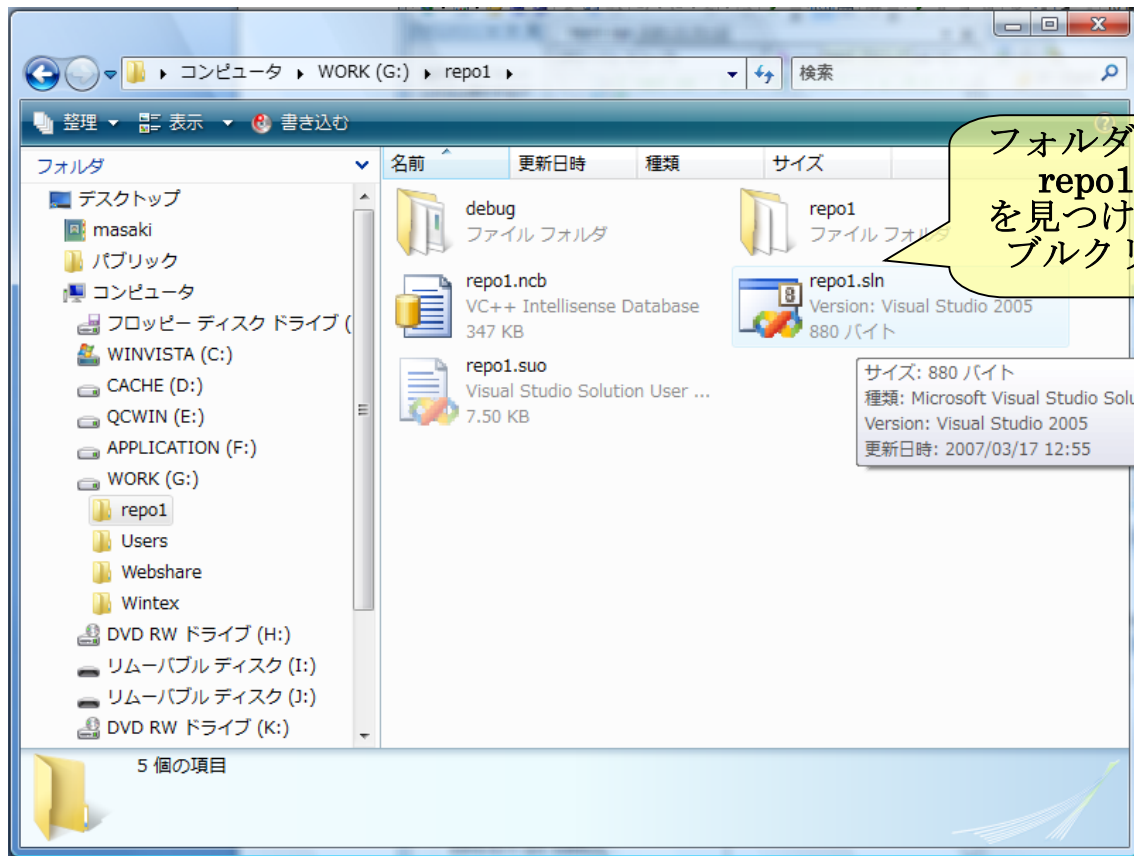 コンピュータ WORK (G:) repo1
検索
整理 表示 書き込む
フォルダ
名前 更新日時 種類 サイズ
デスクトップ
masaki
パブリック
コンピュータ
フロッピー ディスク ドライブ (
WINVISTA (C:)
CACHE (D:)
QCWIN (E:)
APPLICATION (F:)
WORK (G:)
repo1
Users
Webshare
Wintex
DVD RW ドライブ (H:)
リムーバブル ディスク (I:)
リムーバブル ディスク (J:)
DVD RW ドライブ (K:)
debug
ファイル フォルダ
repo1
ファイル フォルダ
repo1.ncb
VC++ Intellisense Database
347 KB
repo1.sln
Version: Visual Studio 2005
880 バイト
repo1.suo
Visual Studio Solution User ...
7.50 KB
フォルダ
repo1
を見つけ
ブルクリ
サイズ: 880 バイト
種類: Microsoft Visual Studio Solu
Version: Visual Studio 2005
更新日時: 2007/03/17 12:55
5 個の項目